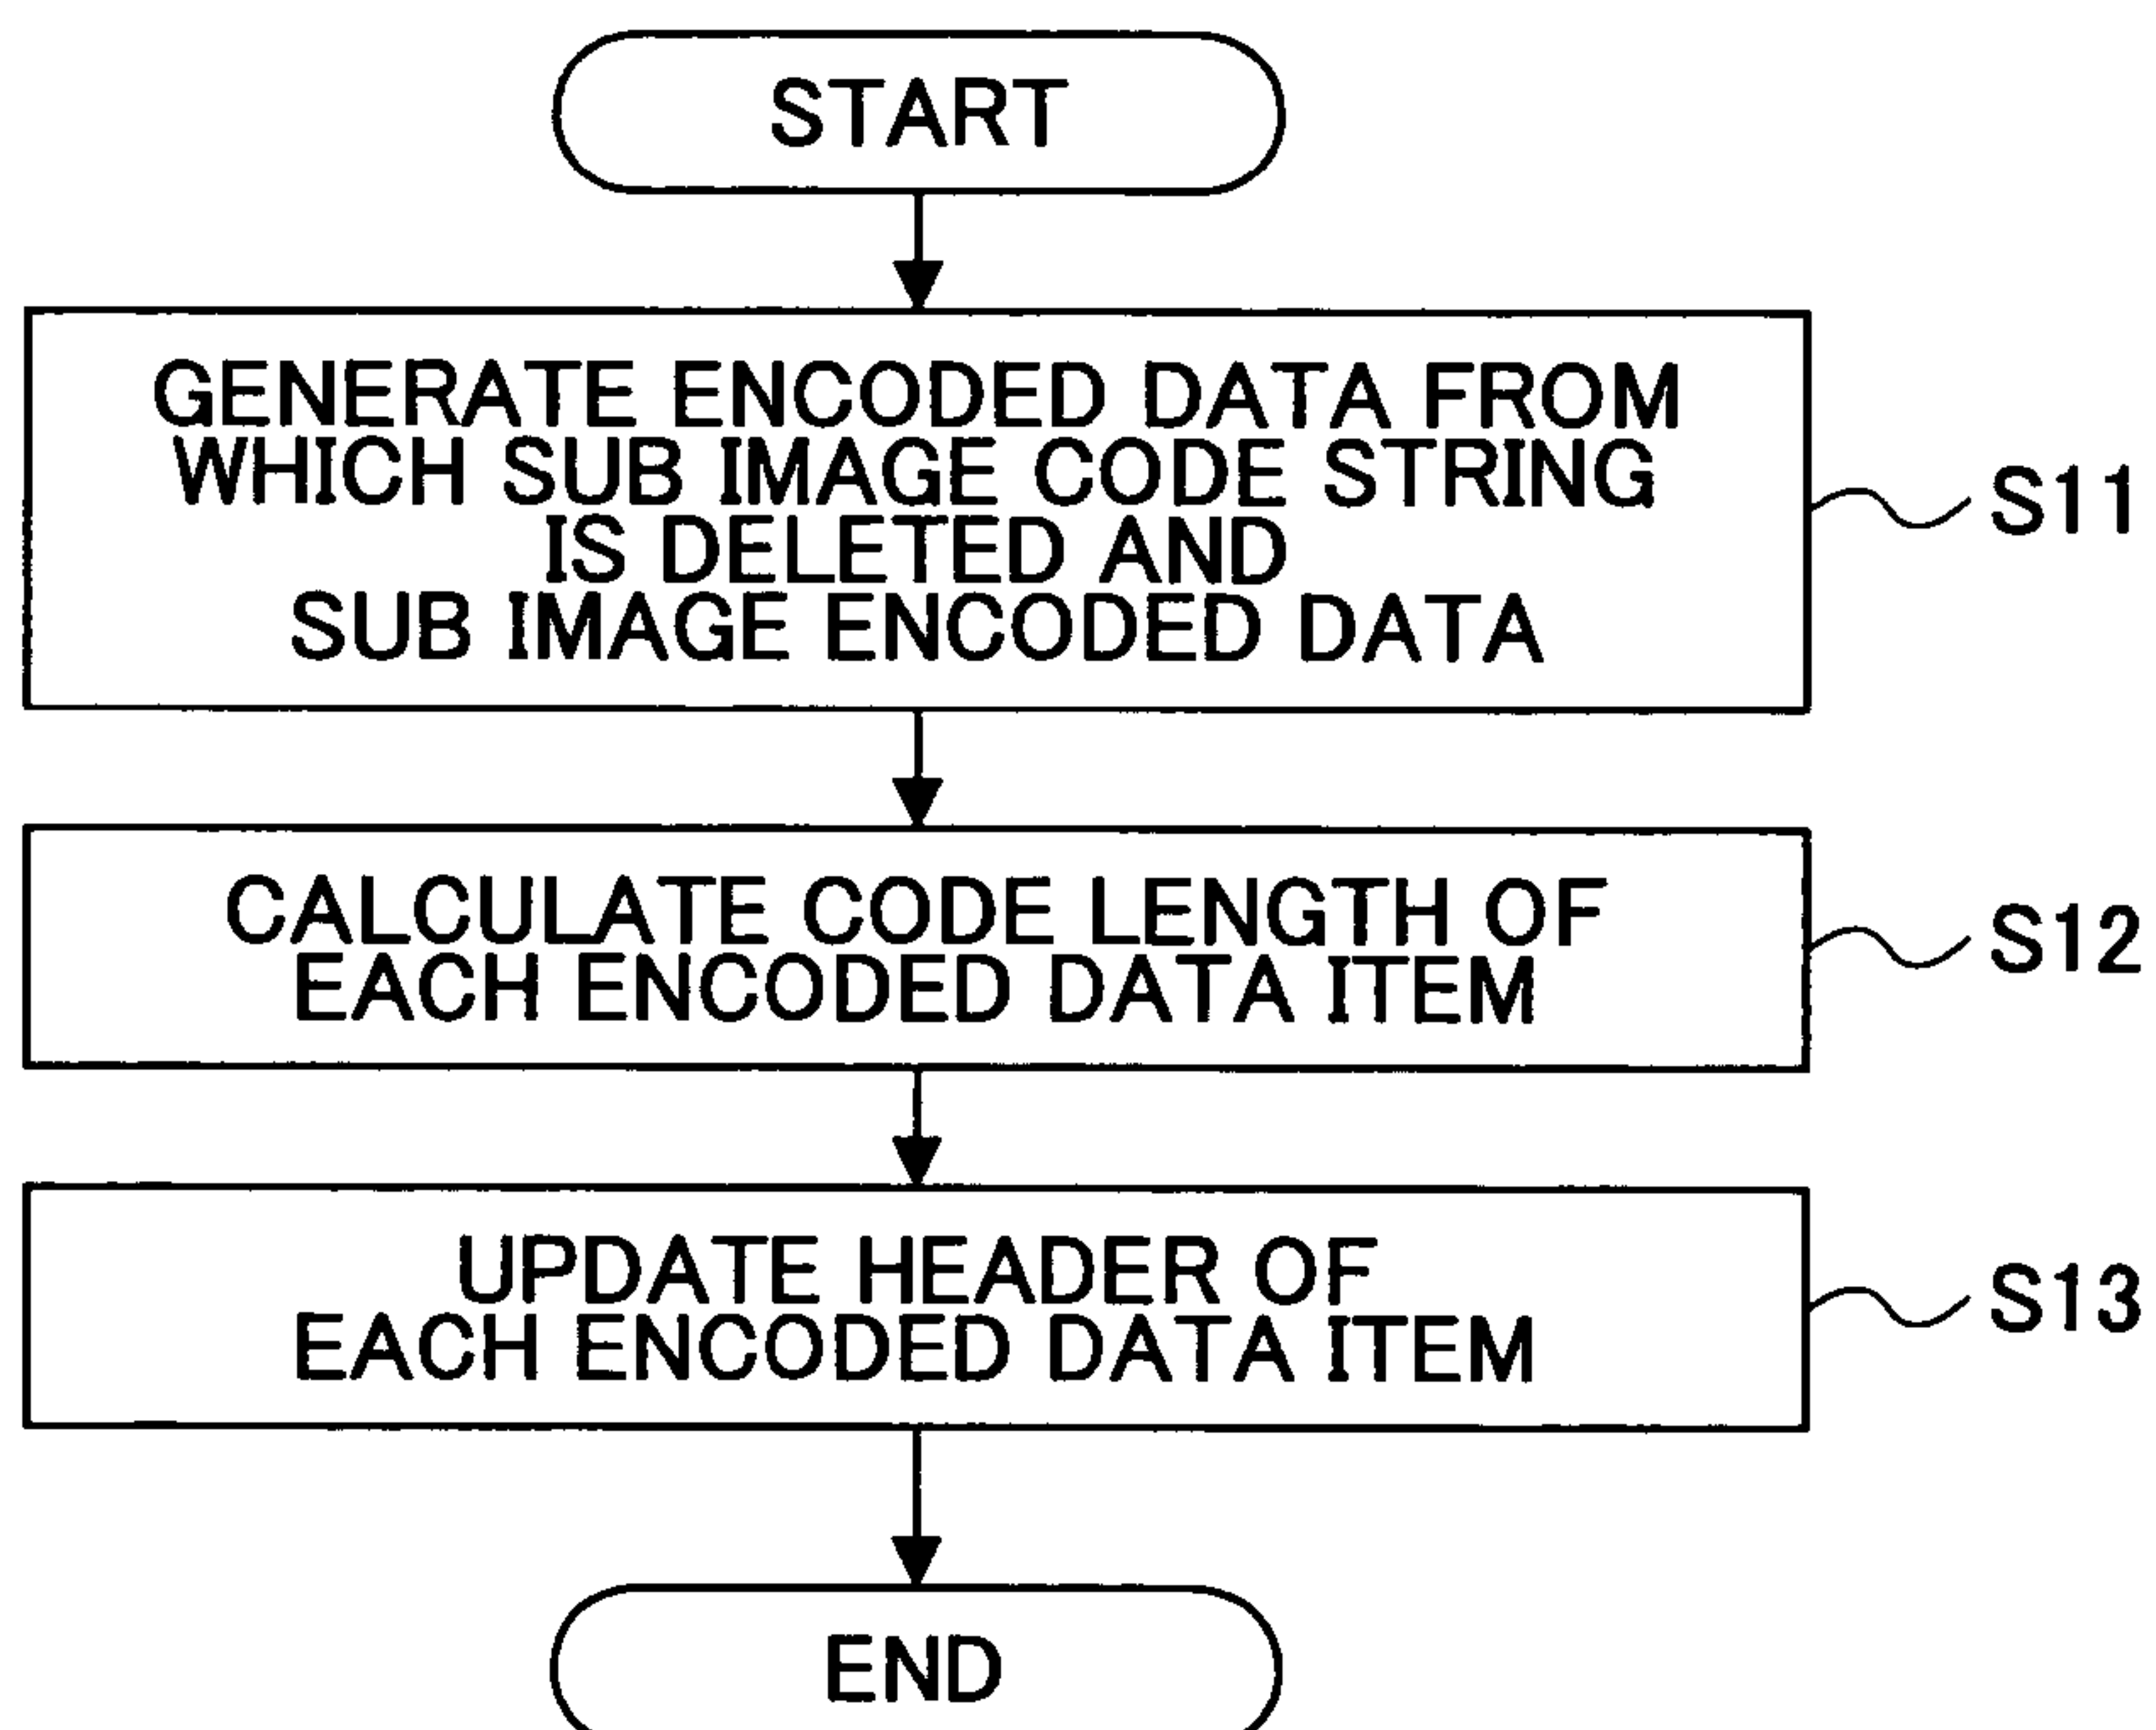 START
GENERATE ENCODED DATA FROM
WHICH SUB IMAGE CODE STRING
IS DELETED AND
SUB IMAGE ENCODED DATA
S11
CALCULATE CODE LENGTH OF
EACH ENCODED DATA ITEM
S12
UPDATE HEADER OF
EACH ENCODED DATA ITEM
S13
END